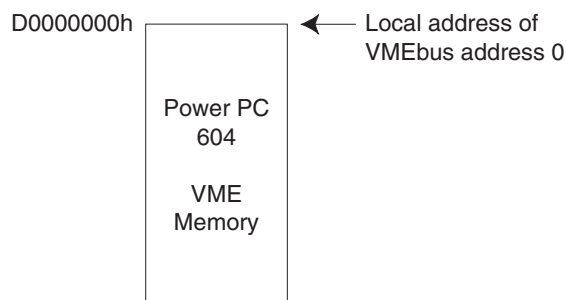 D0000000h
Local address of
VMEbus address 0
Power PC
604
VME
Memory